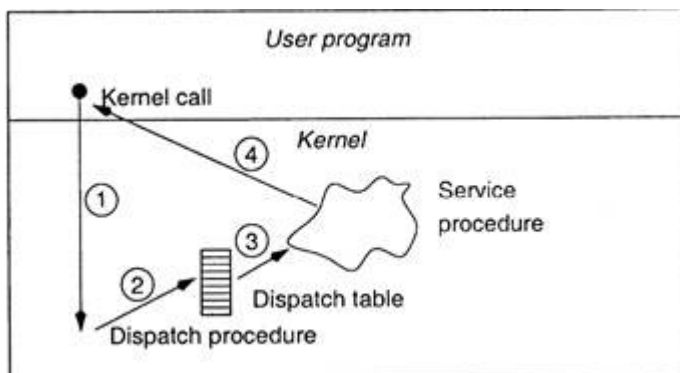 User program
Kernel call
Kernel
4
Service
procedure
1
3
2
Dispatch table
Dispatch procedure